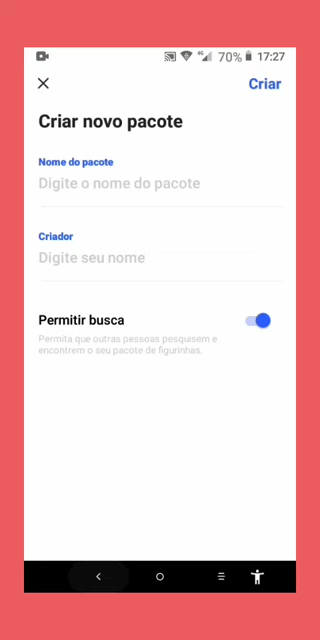 70% 17:27
Criar
Criar novo pacote
Nome do pacote
Digite o nome do pacote
Criador
Digite seu nome
Permitir busca
Permita que outras pessoas pesquisem e
encontrem o seu pacote de figurinhas.